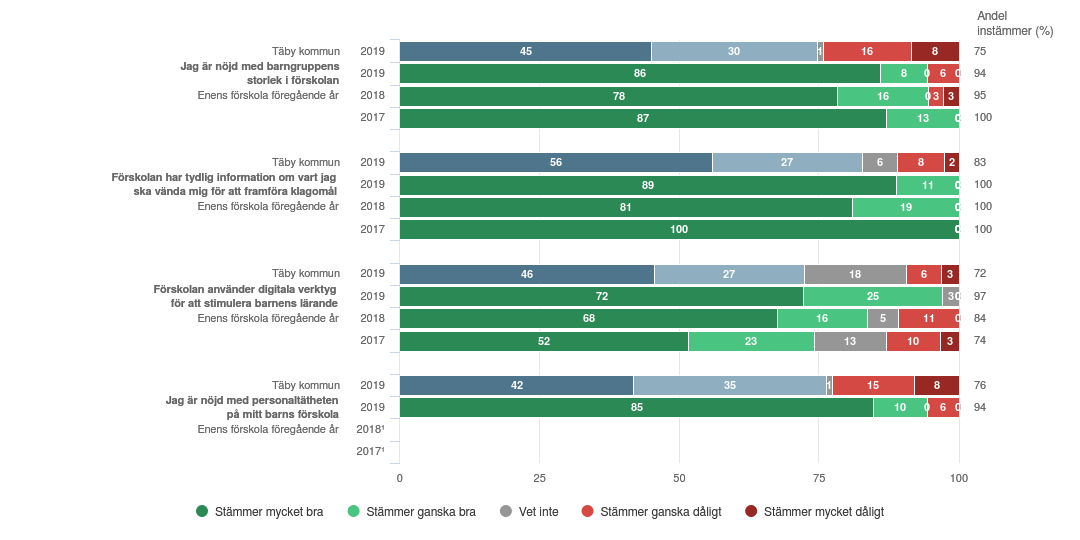 Andel
instämmer (%)
Täby kommun 2019 45 30 1 16 8 75
Jag är nöjd med barngruppens
storlek i förskolan
2019 86 8 0 6 0 94
Enens förskola föregående år 2018 78 16 0 3 3 95
2017 87 13 0 100
Täby kommun 2019 56 27 6 8 2 83
Förskolan har tydlig information om vart jag
ska vända mig för att framföra klagomål
2019 89 11 0 100
Enens förskola föregående år 2018 81 19 0 100
2017 100 0 100
Täby kommun 2019 46 27 18 6 3 72
Förskolan använder digitala verktyg
för att stimulera barnens lärande
2019 72 25 3 0 97
Enens förskola föregående år 2018 68 16 5 11 0 84
2017 52 23 13 10 3 74
Täby kommun 2019 42 35 1 15 8 76
Jag är nöjd med personaltätheten
på mitt barns förskola
2019 85 10 0 6 0 94
Enens förskola föregående år 2018¹
2017¹
0 25 50 75 100
Stämmer mycket bra Stämmer ganska bra Vet inte Stämmer ganska dåligt Stämmer mycket dåligt